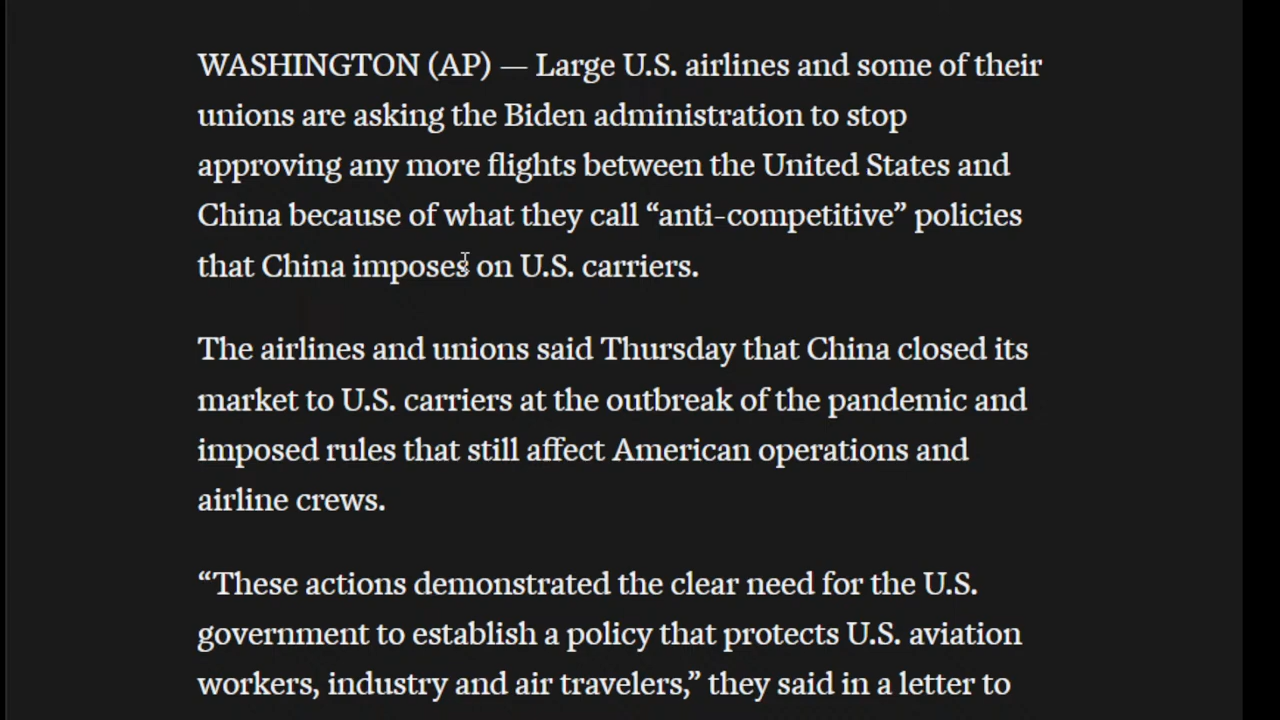 WASHINGTON (AP) — Large U.S. airlines and some of their
unions are asking the Biden administration to stop
approving any more flights between the United States and
China because of what they call “anti-competitive” policies
that China imposes on U.S. carriers.
The airlines and unions said Thursday that China closed its
market to U.S. carriers at the outbreak of the pandemic and
imposed rules that still affect American operations and
airline crews.
“These actions demonstrated the clear need for the U.S.
government to establish a policy that protects U.S. aviation
workers, industry and air travelers,” they said in a letter to